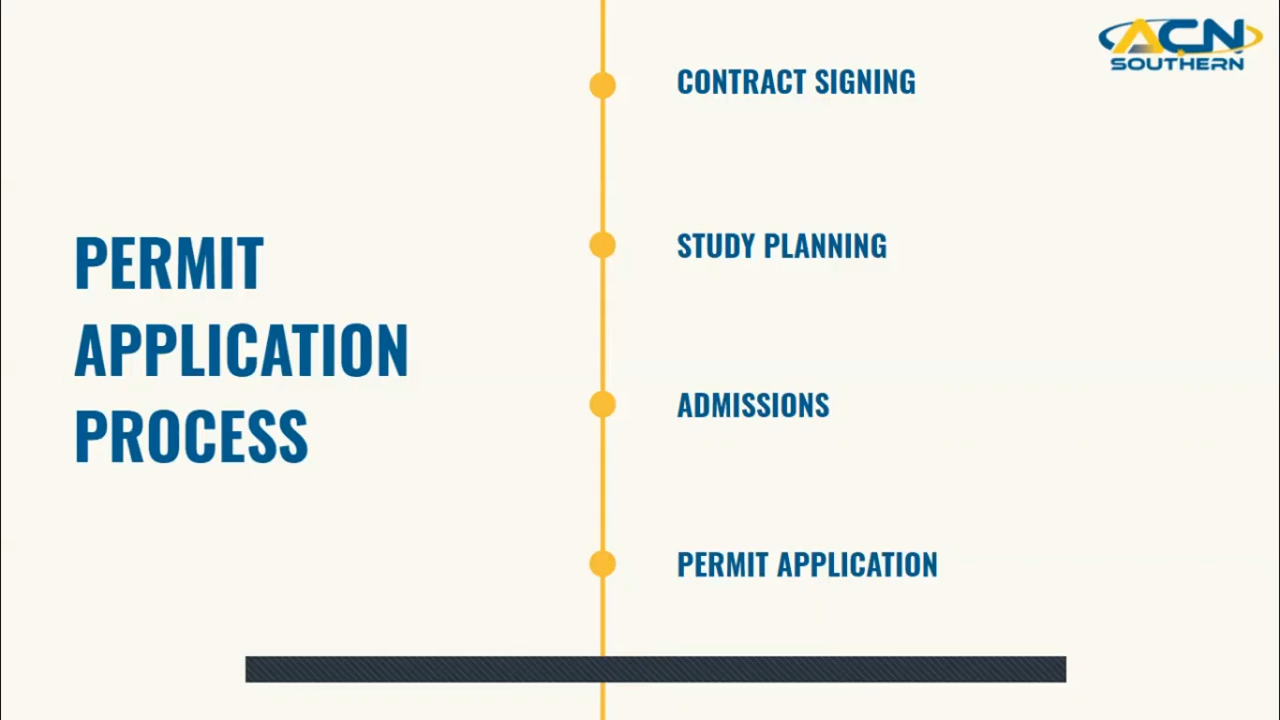 ACN
SOUTHERN
CONTRACT SIGNING
STUDY PLANNING
PERMIT
APPLICATION
PROCESS
ADMISSIONS
PERMIT APPLICATION